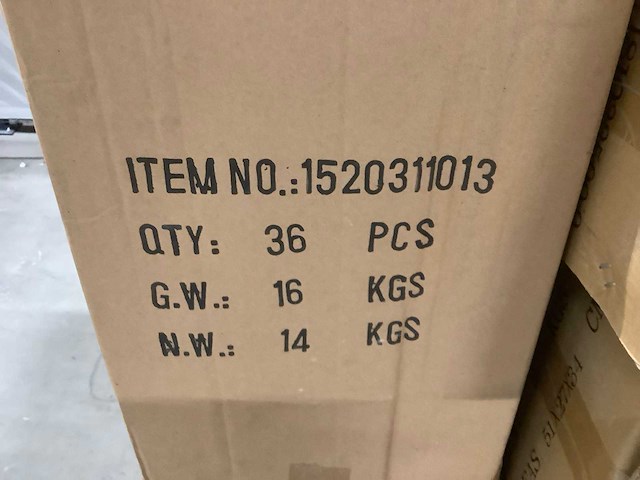 ITEM NO.:1520311013
QTY: 36 PCS
G.W.: 16 KGS
N.W.: 14 KGS